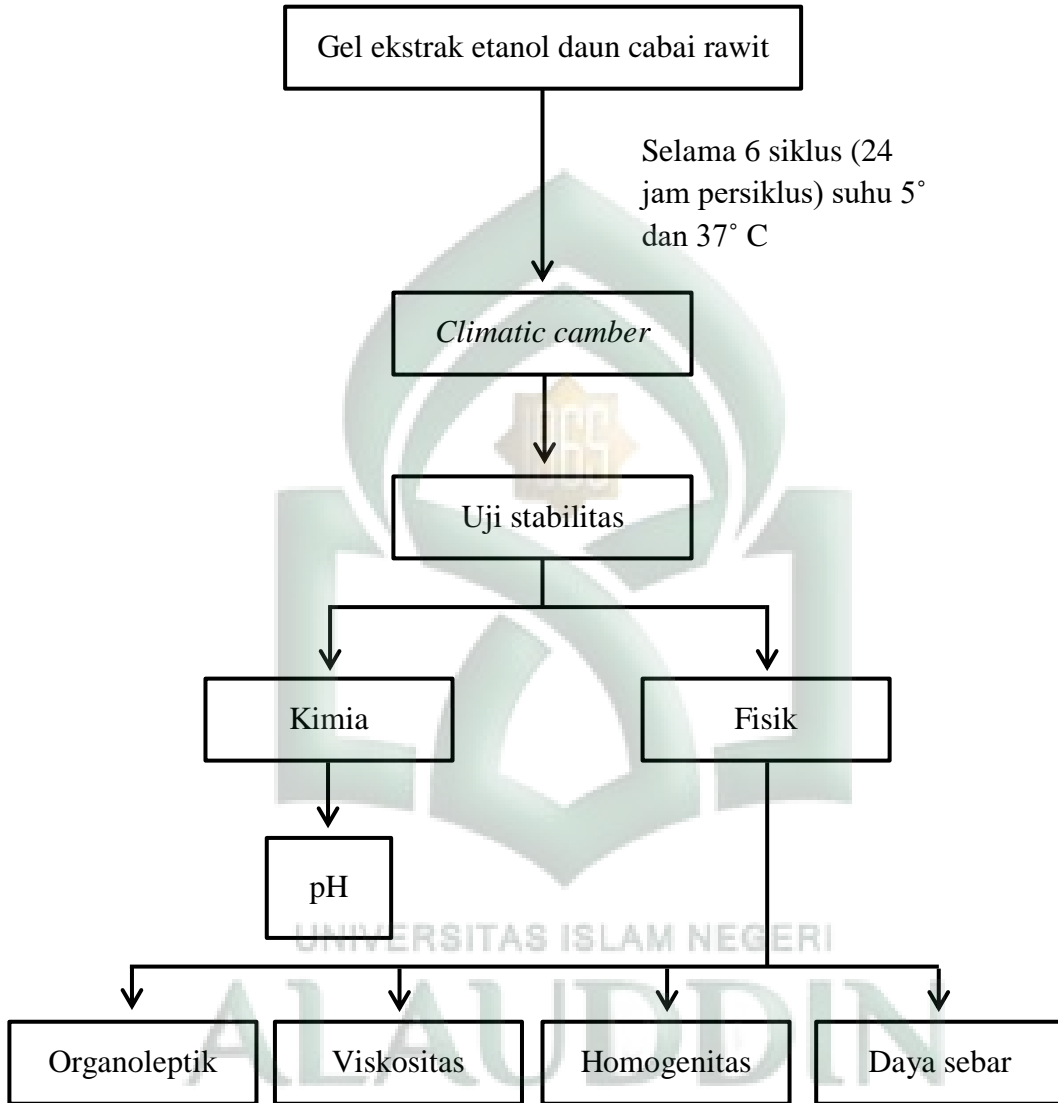 Gel ekstrak etanol daun cabai rawit
Selama 6 siklus (24
jam persiklus) suhu 5˚
dan 37˚ C
Climatic camber
1965
Uji stabilitas
Kimia
Fisik
pH
UNIVERSITAS ISLAM NEGERI
ALAUDDIN
Organoleptik
Viskositas
Homogenitas
Daya sebar